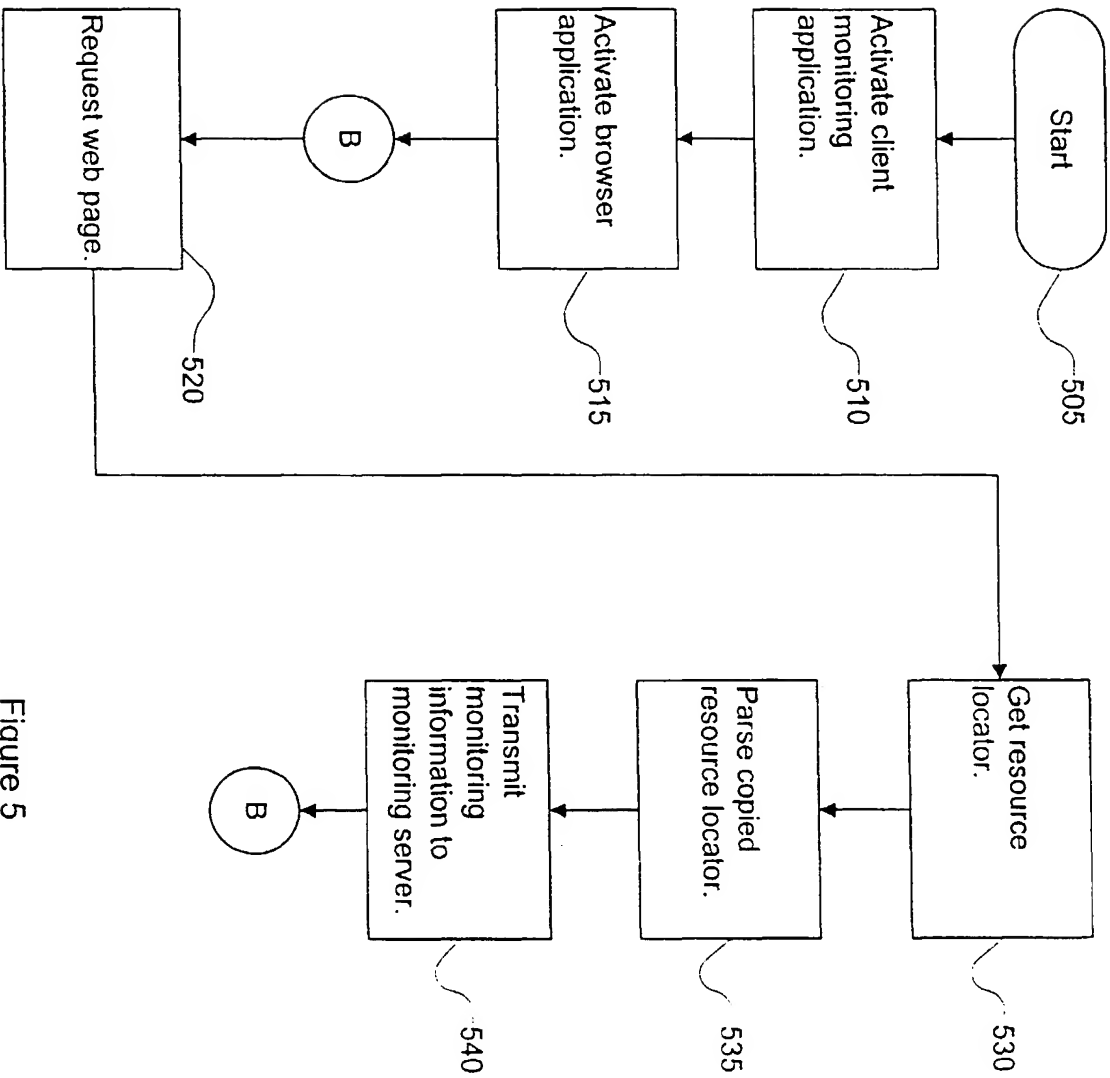 Start
505
Activate client
monitoring
application.
510
Activate browser
application.
515
B
Request web page.
520
Get resource
locator.
530
Parse copied
resource locator.
535
Transmit
monitoring
information to
monitoring server.
540
B
Figure 5